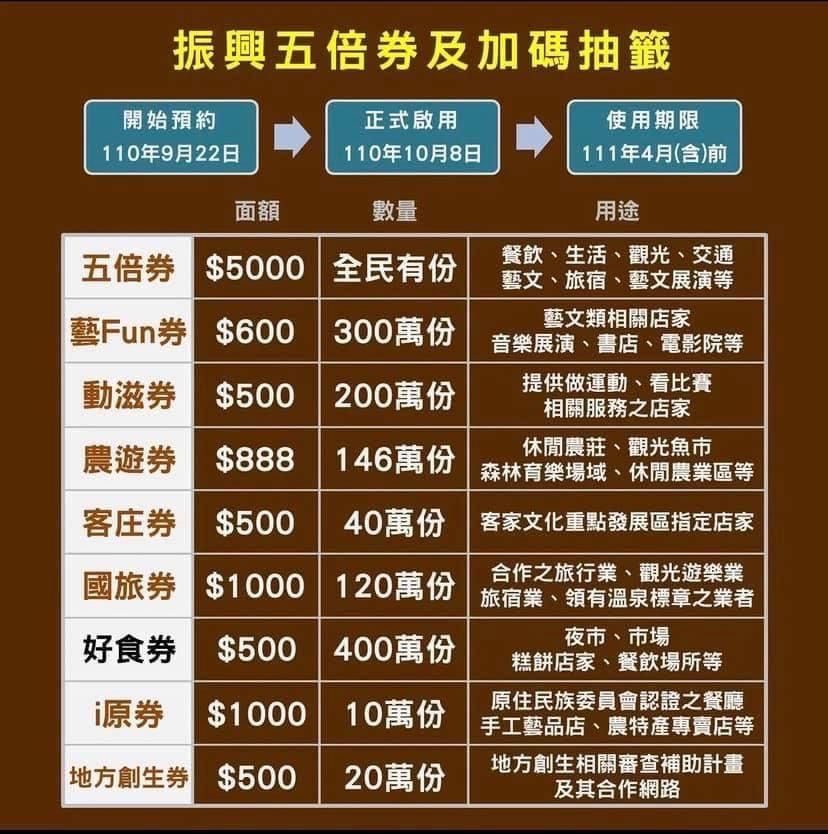 振興五倍券及加碼抽籤
開始預約
110年9月22日
正式啟用
110年10月8日
使用期限
111年4月(含)前
面額 數量 用途
五倍券 $5000 全民有份 餐飲、生活、觀光、交通
藝文、旅宿、藝文展演等
藝Fun券 $600 300萬份 藝文類相關店家
音樂展演、書店、電影院等
動滋券 $500 200萬份 提供做運動、看比賽
相關服務之店家
農遊券 $888 146萬份 休閒農莊、觀光魚市
森林育樂場域、休閒農業區等
客庄券 $500 40萬份 客家文化重點發展區指定店家
國旅券 $1000 120萬份 合作之旅行業、觀光遊樂業
旅宿業、領有溫泉標章之業者
好食券 $500 400萬份 夜市、市場
糕餅店家、餐飲場所等
i原券 $1000 10萬份 原住民族委員會認證之餐廳
手工藝品店、農特產專賣店等
地方創生券 $500 20萬份 地方創生相關審查補助計畫
及其合作網路